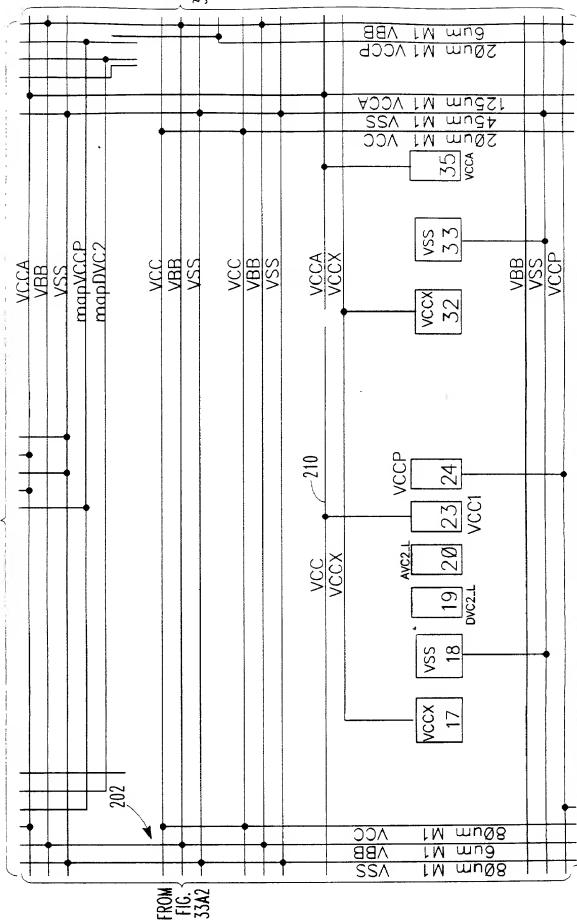 6um M1 VBB
20um M1 VCCP
125um M1 VCCA
45um M1 VSS
20um M1 VCC
VCCA
VBB
VSS
mapVCCP
mapDVC2
VCC
VBB
VSS
VCC
VBB
VSS
VCCA
VCCX
35
VCCA
VSS
33
VCCX
32
VBB
VSS
VCCP
210
VCC
VCCX
VCCP
24
23
VCC1
AVC2_L
20
19
DVC2_L
VSS
18
VCCX
17
202
80um M1 VCC
6um M1 VBB
80um M1 VSS
FROM
FIG.
33A2